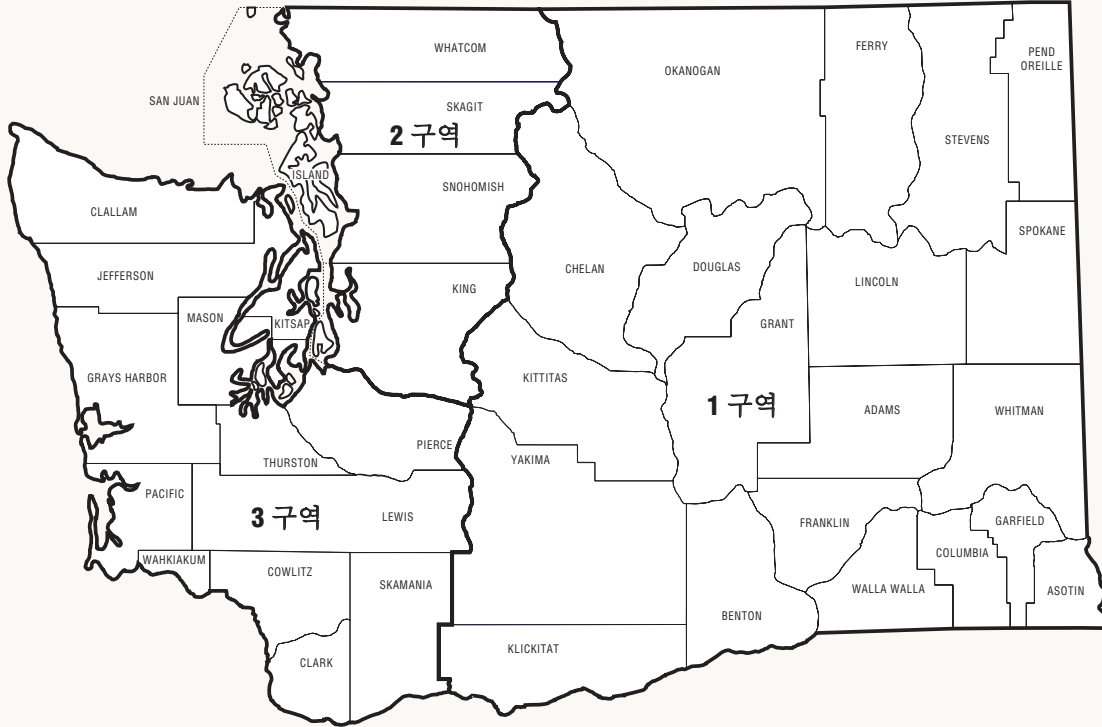 WHATCOM
FERRY
PEND
OREILLE
OKANOGAN
SAN JUAN
SKAGIT
2 구역
STEVENS
ISLAND
SNOHOMISH
CLALLAM
SPOKANE
JEFFERSON
CHELAN
DOUGLAS
LINCOLN
KING
MASON
KITSAP
GRANT
GRAYS HARBOR
KITTITAS
1 구역
ADAMS
WHITMAN
PIERCE
THURSTON
YAKIMA
PACIFIC
3 구역
LEWIS
FRANKLIN
GARFIELD
WAHKIAKUM
COWLITZ
SKAMANIA
COLUMBIA
WALLA WALLA
ASOTIN
BENTON
KLICKITAT
CLARK